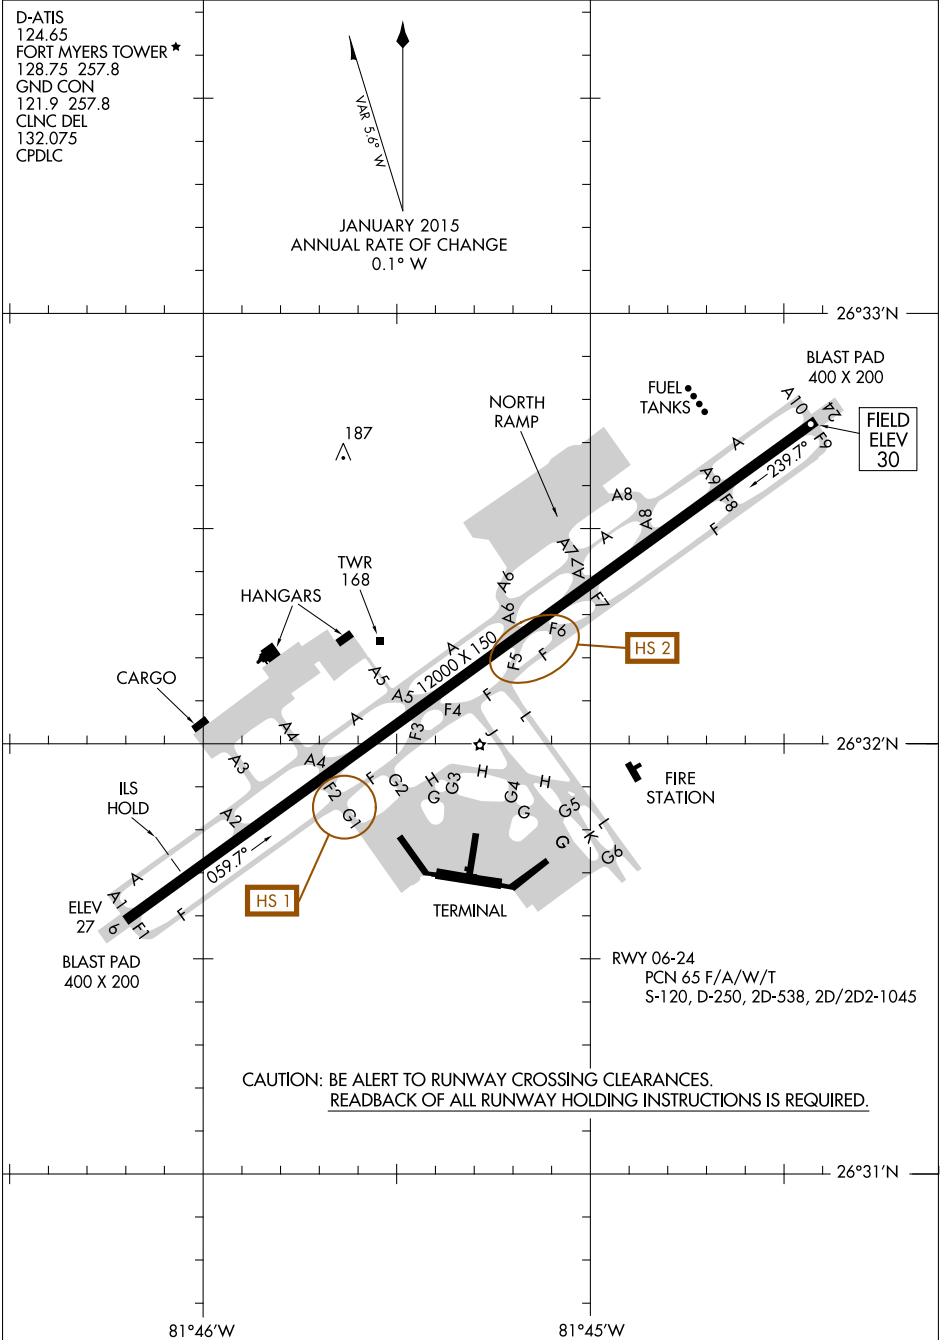 D-ATIS
124.65
FORT MYERS TOWER ★
128.75 257.8
GND CON
121.9 257.8
CLNC DEL
132.075
CPDLC
VAR 5.6° W
JANUARY 2015
ANNUAL RATE OF CHANGE
0.1° W
26°33'N
BLAST PAD
400 X 200
FUEL
TANKS
NORTH
RAMP
A10
24
F9
FIELD
ELEV
30
187
A
A9
239.7°
F8
A8
A8
F
A7
A
A7
TWR
168
A6
HANGARS
A6
F7
F6
HS 2
A
12000 X 150
F5
F
CARGO
A5
A5
F
F4
L
A
A4
F3
J
26°32'N
A3
A4
F
G2
H
G3
H
H
FIRE
STATION
ILS
HOLD
F2
G
G4
G
G5
L
A2
G1
K
G
G6
059.7°
A
A1
HS 1
TERMINAL
ELEV
27
6
F1
F
BLAST PAD
400 X 200
RWY 06-24
PCN 65 F/A/W/T
S-120, D-250, 2D-538, 2D/2D2-1045
CAUTION: BE ALERT TO RUNWAY CROSSING CLEARANCES.
READBACK OF ALL RUNWAY HOLDING INSTRUCTIONS IS REQUIRED.
26°31'N
81°46'W
81°45'W